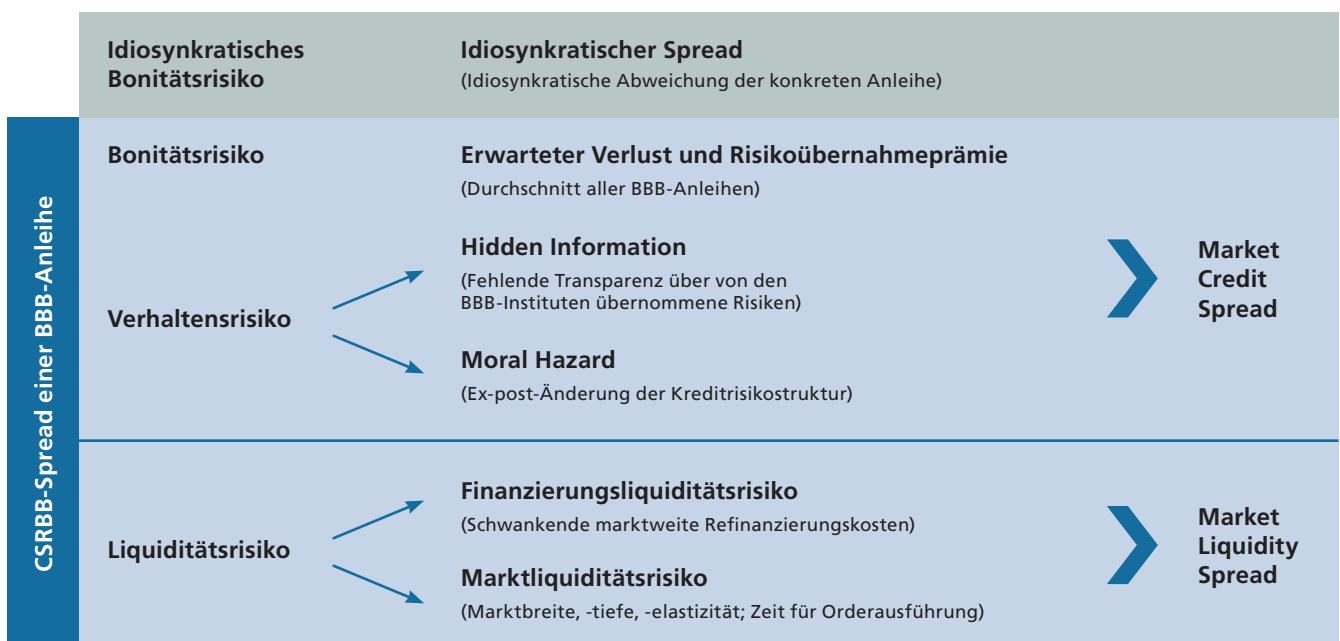 Idiosynkratisches
Bonitätsrisiko
Idiosynkratischer Spread
(Idiosynkratische Abweichung der konkreten Anleihe)
CSRBB-Spread einer BBB-Anleihe
Bonitätsrisiko
Erwarteter Verlust und Risikoübernahmeprämie
(Durchschnitt aller BBB-Anleihen)
Verhaltensrisiko
Hidden Information
(Fehlende Transparenz über von den
BBB-Instituten übernommene Risiken)
Moral Hazard
(Ex-post-Änderung der Kreditrisikostruktur)
Market
Credit
Spread
Liquiditätsrisiko
Finanzierungsliquiditätsrisiko
(Schwankende marktweite Refinanzierungskosten)
Marktliquiditätsrisiko
(Marktbreite, -tiefe, -elastizität; Zeit für Orderausführung)
Market
Liquidity
Spread